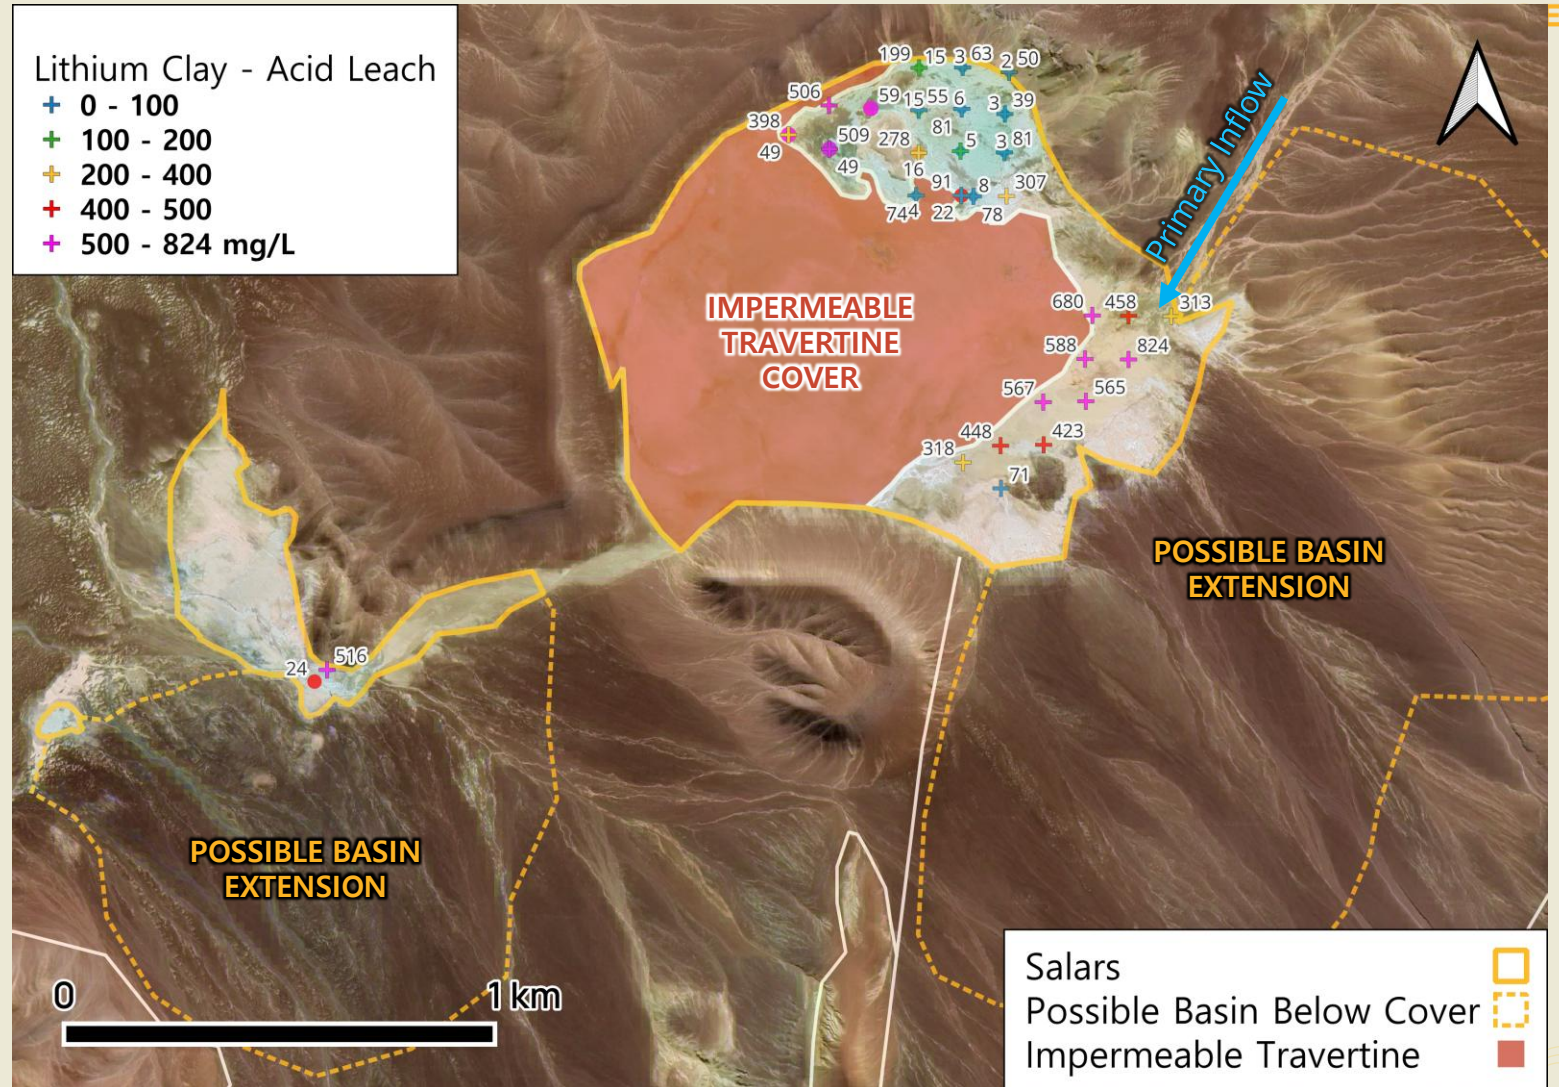 Lithium Clay - Acid Leach
0 - 100
100 - 200
200 - 400
400 - 500
500 - 824 mg/L
199 15 3 63 2 50
506 59 15 55 6 3 39
398 509 278 81 5 3 81
49 49 16 91 8 307
744 22 78
Primary Inflow
IMPERMEABLE
TRAVERTINE
COVER
680 458 313
588 824
567 565
448 423
318
71
POSSIBLE BASIN
EXTENSION
24 516
POSSIBLE BASIN
EXTENSION
0 1 km
Salars
Possible Basin Below Cover
Impermeable Travertine